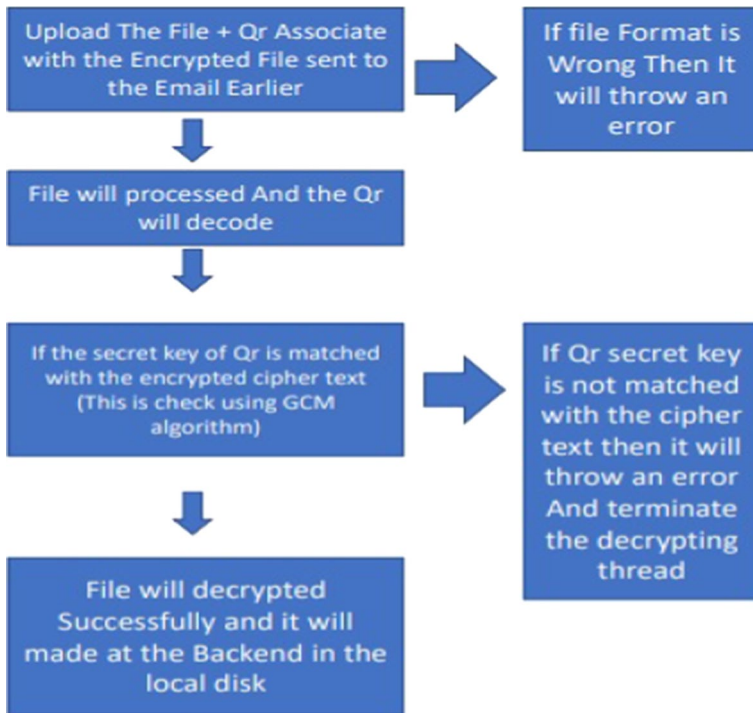 Upload The File + Qr Associate
with the Encrypted File sent to
the Email Earlier
If file Format is
Wrong Then It
will throw an
error
File will processed And the Qr
will decode
If the secret key of Qr is matched
with the encrypted cipher text
(This is check using GCM
algorithm)
If Qr secret key
is not matched
with the cipher
text then it will
throw an error
And terminate
the decrypting
thread
File will decrypted
Successfully and it will
made at the Backend in the
local disk